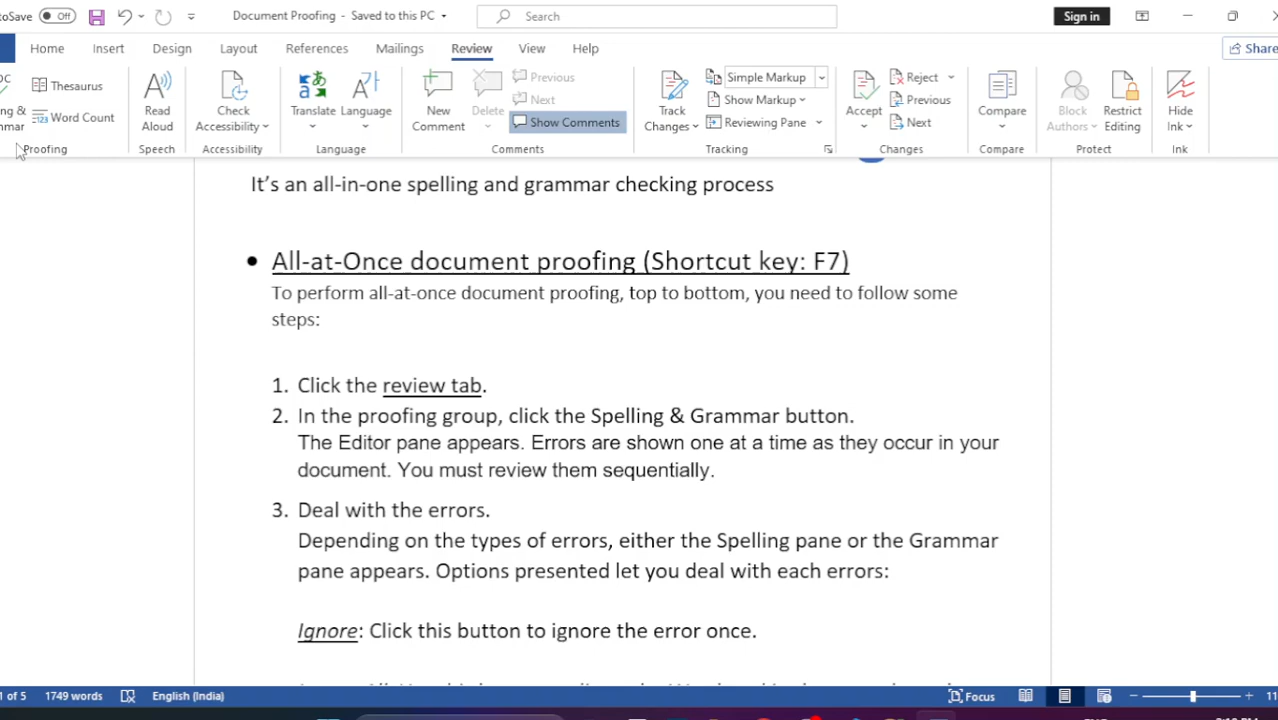 toSave Off Document Proofing - Saved to this PC Search Sign in
Home Insert Design Layout References Mailings Review View Help Share
Thesaurus
Word Count
Proofing
Read Aloud
Speech
Check Accessibility
Accessibility
Translate Language
Language
New Comment Delete
Previous
Next
Show Comments
Comments
Track Changes
Simple Markup
Show Markup
Reviewing Pane
Tracking
Accept
Reject
Previous
Next
Changes
Compare
Compare
Block Authors Restrict Editing
Protect
Hide Ink
Ink
It's an all-in-one spelling and grammar checking process
• All-at-Once document proofing (Shortcut key: F7)
To perform all-at-once document proofing, top to bottom, you need to follow some
steps:
1. Click the review tab.
2. In the proofing group, click the Spelling & Grammar button.
The Editor pane appears. Errors are shown one at a time as they occur in your
document. You must review them sequentially.
3. Deal with the errors.
Depending on the types of errors, either the Spelling pane or the Grammar
pane appears. Options presented let you deal with each errors:
Ignore: Click this button to ignore the error once.
1 of 5 1749 words English (India) Focus 11